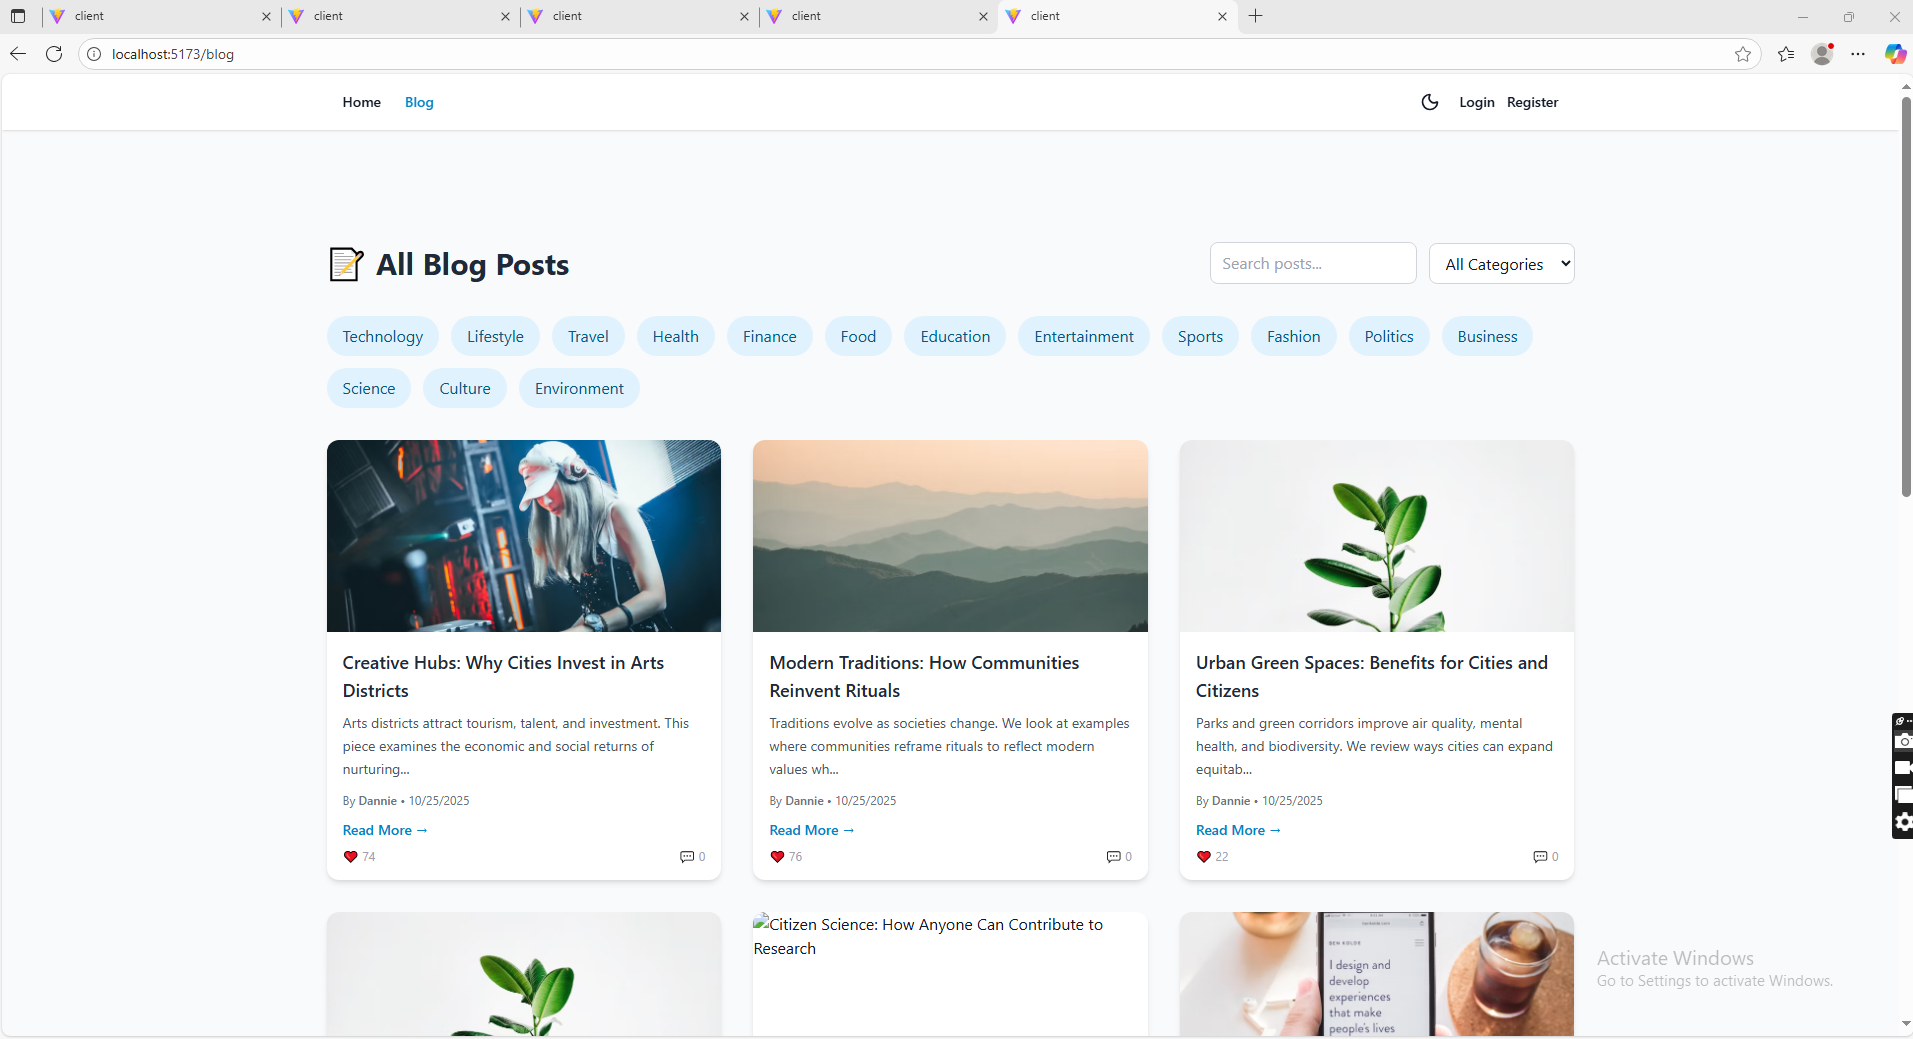 client
client
client
client
client
localhost:5173/blog
Home
Blog
Login
Register
All Blog Posts
Search posts...
All Categories
Technology
Lifestyle
Travel
Health
Finance
Food
Education
Entertainment
Sports
Fashion
Politics
Business
Science
Culture
Environment
Creative Hubs: Why Cities Invest in Arts
Districts
Arts districts attract tourism, talent, and investment. This
piece examines the economic and social returns of
nurturing...
By Dannie • 10/25/2025
Read More →
74
0
Modern Traditions: How Communities
Reinvent Rituals
Traditions evolve as societies change. We look at examples
where communities reframe rituals to reflect modern
values wh...
By Dannie • 10/25/2025
Read More →
76
0
Urban Green Spaces: Benefits for Cities and
Citizens
Parks and green corridors improve air quality, mental
health, and biodiversity. We review ways cities can expand
equitab...
By Dannie • 10/25/2025
Read More →
22
0
Citizen Science: How Anyone Can Contribute to
Research
BEN KOLDE
I design and
develop
experiences
that make
people's lives
Activate Windows
Go to Settings to activate Windows.